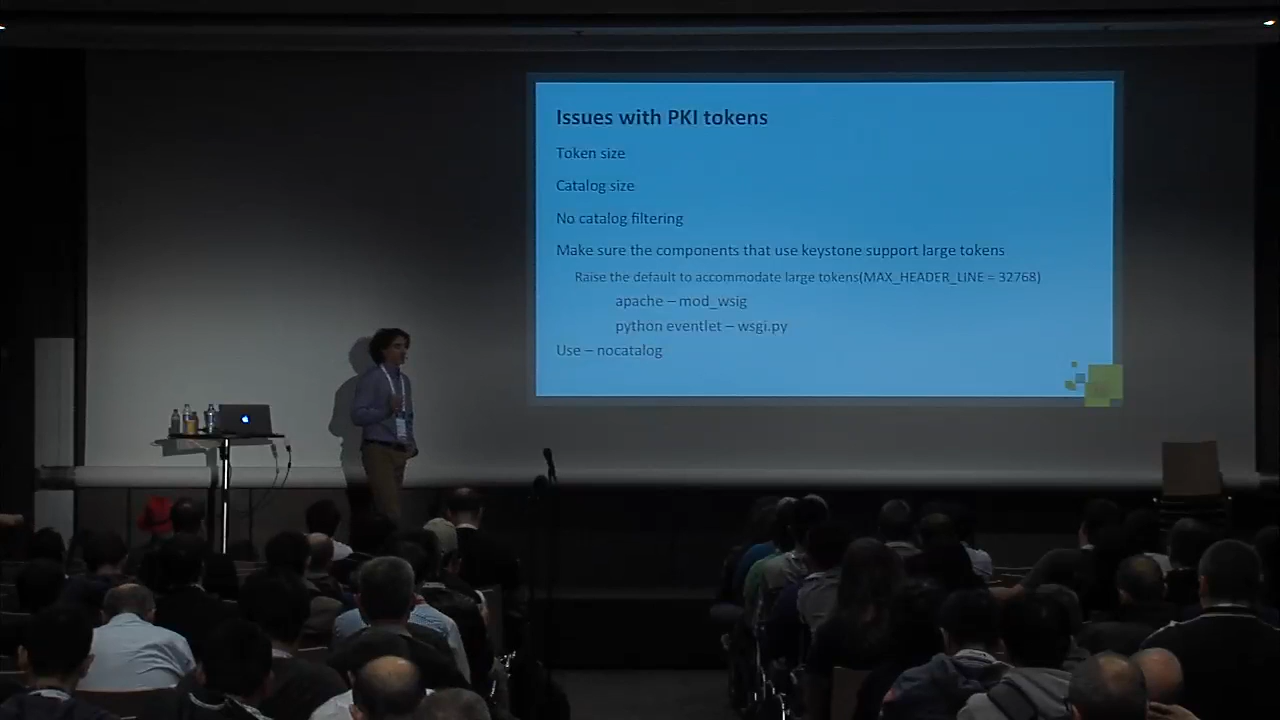 Issues with PKI tokens
Token size
Catalog size
No catalog filtering
Make sure the components that use keystone support large tokens
Raise the default to accommodate large tokens(MAX_HEADER_LINE = 32768)
apache – mod_wsig
python eventlet – wsgi.py
Use – nocatalog